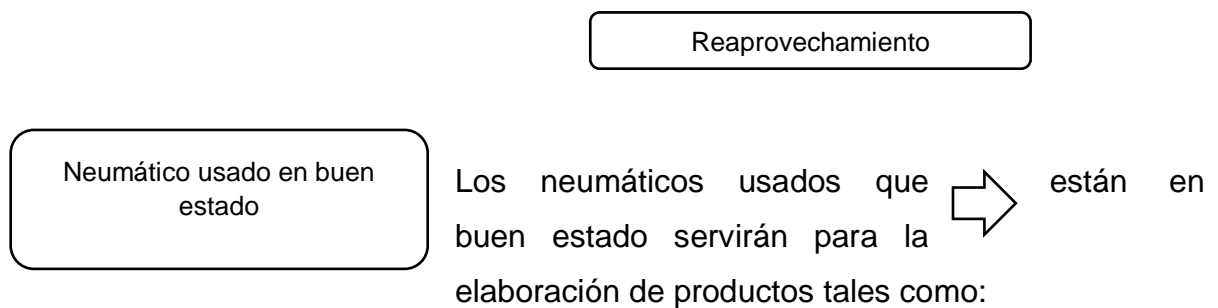 Reaprovechamiento
Neumático usado en buen
estado
Los neumáticos usados que están en
buen estado servirán para la
elaboración de productos tales como: